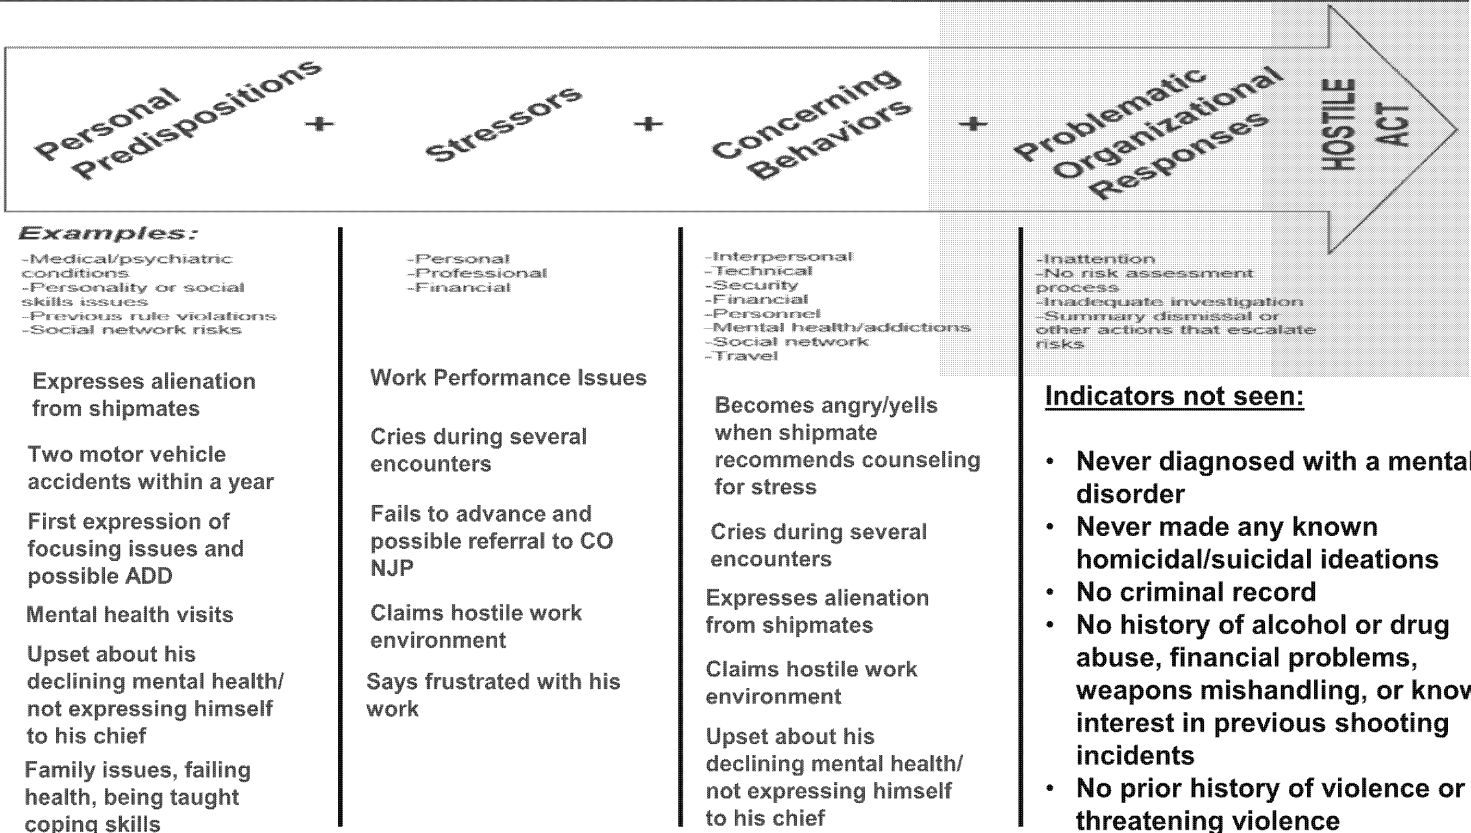 Personal
Predispositions
+
Stressors
+
Concerning
Behaviors
+
Problematic
Organizational
Responses
HOSTILE
ACT
Examples:
-Medical/psychiatric
conditions
-Personality or social
skills issues
-Previous rule violations
-Social network risks
Expresses alienation
from shipmates
Two motor vehicle
accidents within a year
First expression of
focusing issues and
possible ADD
Mental health visits
Upset about his
declining mental health/
not expressing himself
to his chief
Family issues, failing
health, being taught
coping skills
-Personal
-Professional
-Financial
Work Performance Issues
Cries during several
encounters
Fails to advance and
possible referral to CO
NJP
Claims hostile work
environment
Says frustrated with his
work
-Interpersonal
-Technical
-Security
-Financial
-Personnel
-Mental health/addictions
-Social network
-Travel
Becomes angry/yells
when shipmate
recommends counseling
for stress
Cries during several
encounters
Expresses alienation
from shipmates
Claims hostile work
environment
Upset about his
declining mental health/
not expressing himself
to his chief
-Inattention
-No risk assessment
process
-Inadequate investigation
-Summary dismissal or
other actions that escalate
risks
Indicators not seen:
• Never diagnosed with a mental
disorder
• Never made any known
homicidal/suicidal ideations
• No criminal record
• No history of alcohol or drug
abuse, financial problems,
weapons mishandling, or know
interest in previous shooting
incidents
• No prior history of violence or
threatening violence